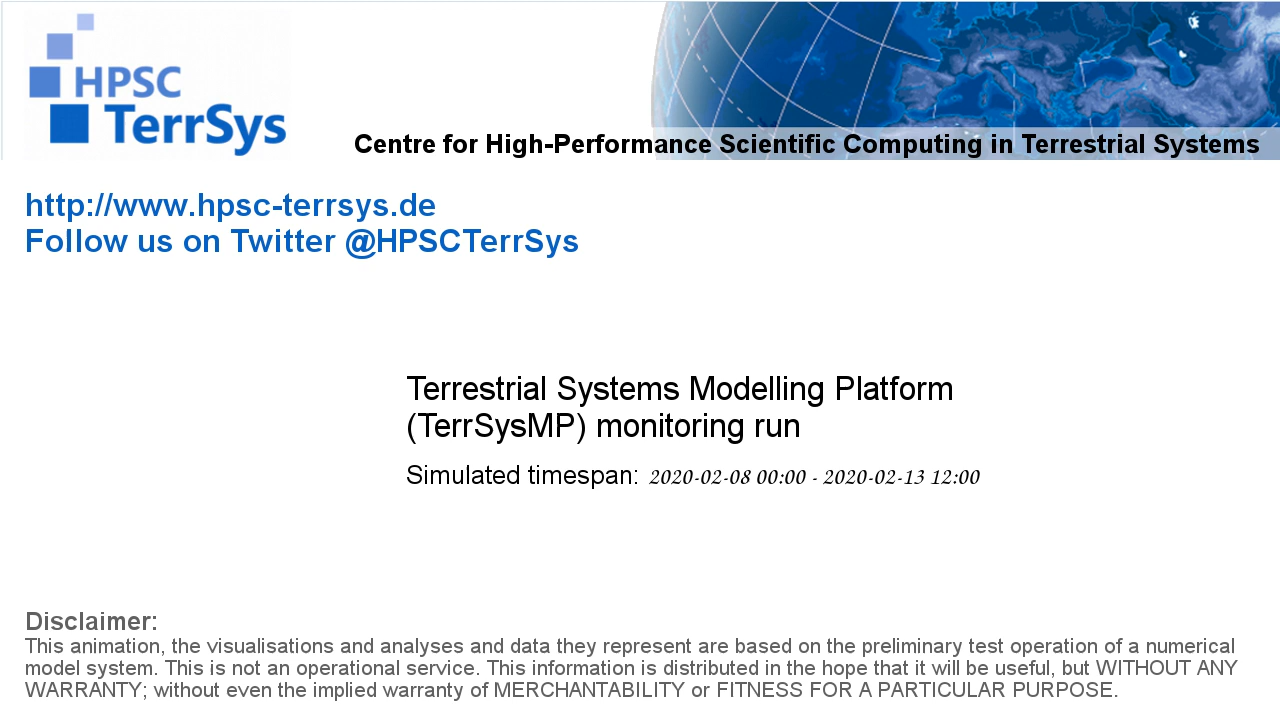 HPSC
TerrSys
Centre for High-Performance Scientific Computing in Terrestrial Systems
http://www.hpsc-terrsys.de
Follow us on Twitter @HPSCTerrSys
Terrestrial Systems Modelling Platform
(TerrSysMP) monitoring run
Simulated timespan: 2020-02-08 00:00 - 2020-02-13 12:00
Disclaimer:
This animation, the visualisations and analyses and data they represent are based on the preliminary test operation of a numerical
model system. This is not an operational service. This information is distributed in the hope that it will be useful, but WITHOUT ANY
WARRANTY; without even the implied warranty of MERCHANTABILITY or FITNESS FOR A PARTICULAR PURPOSE.